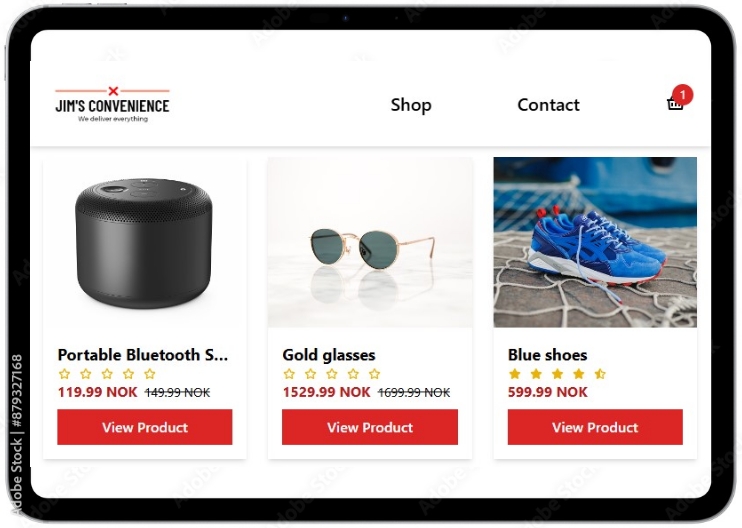 JIM'S CONVENIENCE
We deliver everything
Shop
Contact
1
Portable Bluetooth S...
119.99 NOK 149.99 NOK
View Product
Gold glasses
1529.99 NOK 1699.99 NOK
View Product
Blue shoes
599.99 NOK
View Product
Adobe Stock | #879327168